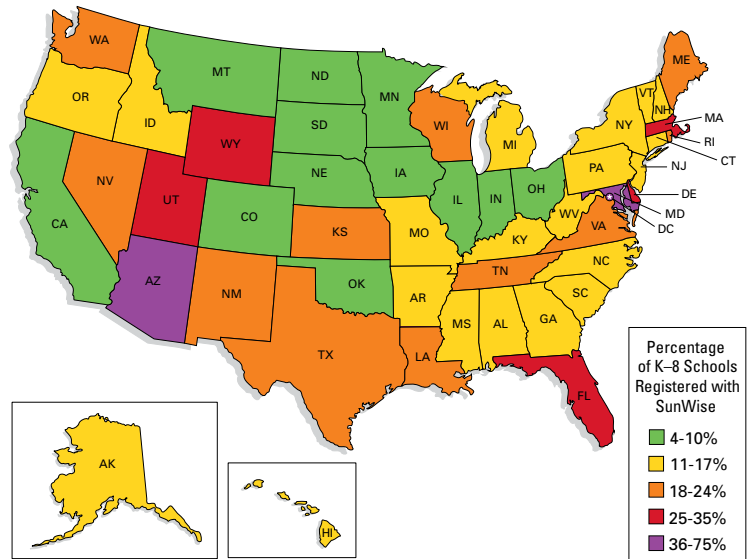 WA
MT
ND
MN
ME
OR
ID
WY
SD
WI
MI
NY
VT
NH
MA
RI
CT
NV
UT
CO
NE
IA
IL
IN
OH
PA
NJ
CA
KS
MO
KY
WV
VA
DE
MD
DC
AZ
NM
OK
AR
TN
NC
SC
TX
LA
MS
AL
GA
FL
AK
HI
Percentage
of K–8 Schools
Registered with
SunWise
4-10%
11-17%
18-24%
25-35%
36-75%